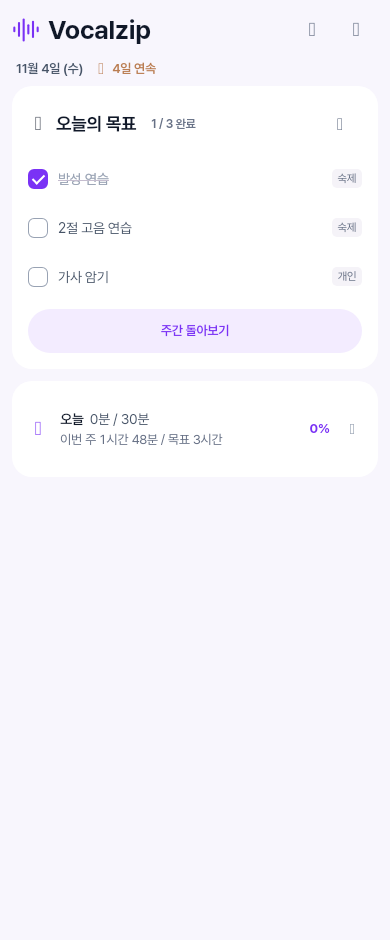 Vocalzip
11월 4일 (수) 4일 연속
오늘의 목표 1 / 3 완료
발성 연습 숙제
2절 고음 연습 숙제
가사 암기 개인
주간 돌아보기
오늘 0분 / 30분
이번 주 1시간 48분 / 목표 3시간
0%